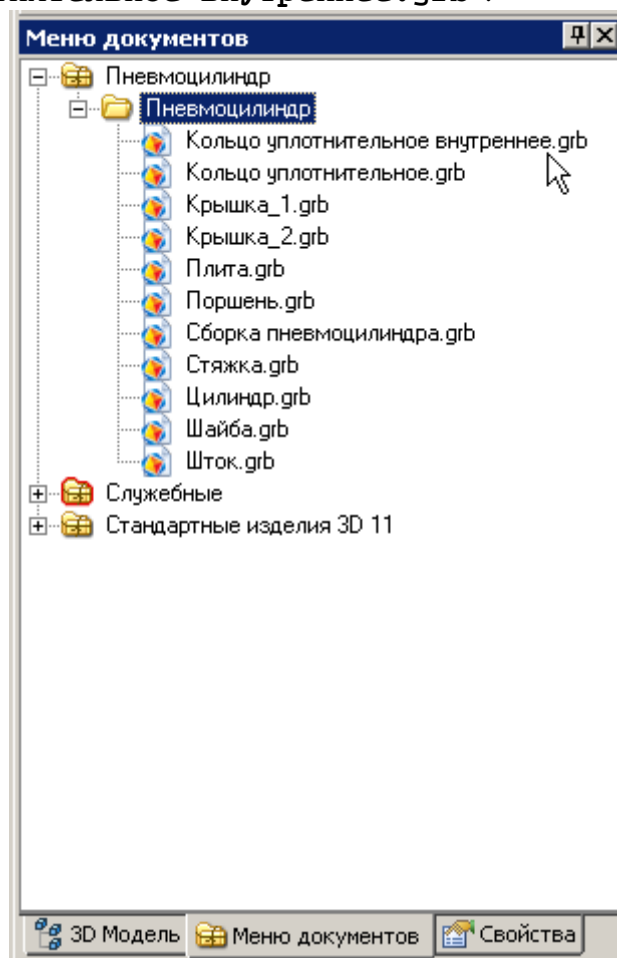 внутреннее.grb".
Меню документов
Пневмоцилиндр
Пневмоцилиндр
Кольцо уплотнительное внутреннее.grb
Кольцо уплотнительное.grb
Крышка_1.grb
Крышка_2.grb
Плита.grb
Поршень.grb
Сборка пневмоцилиндра.grb
Стяжка.grb
Цилиндр.grb
Шайба.grb
Шток.grb
Служебные
Стандартные изделия 3D 11
3D Модель Меню документов Свойства